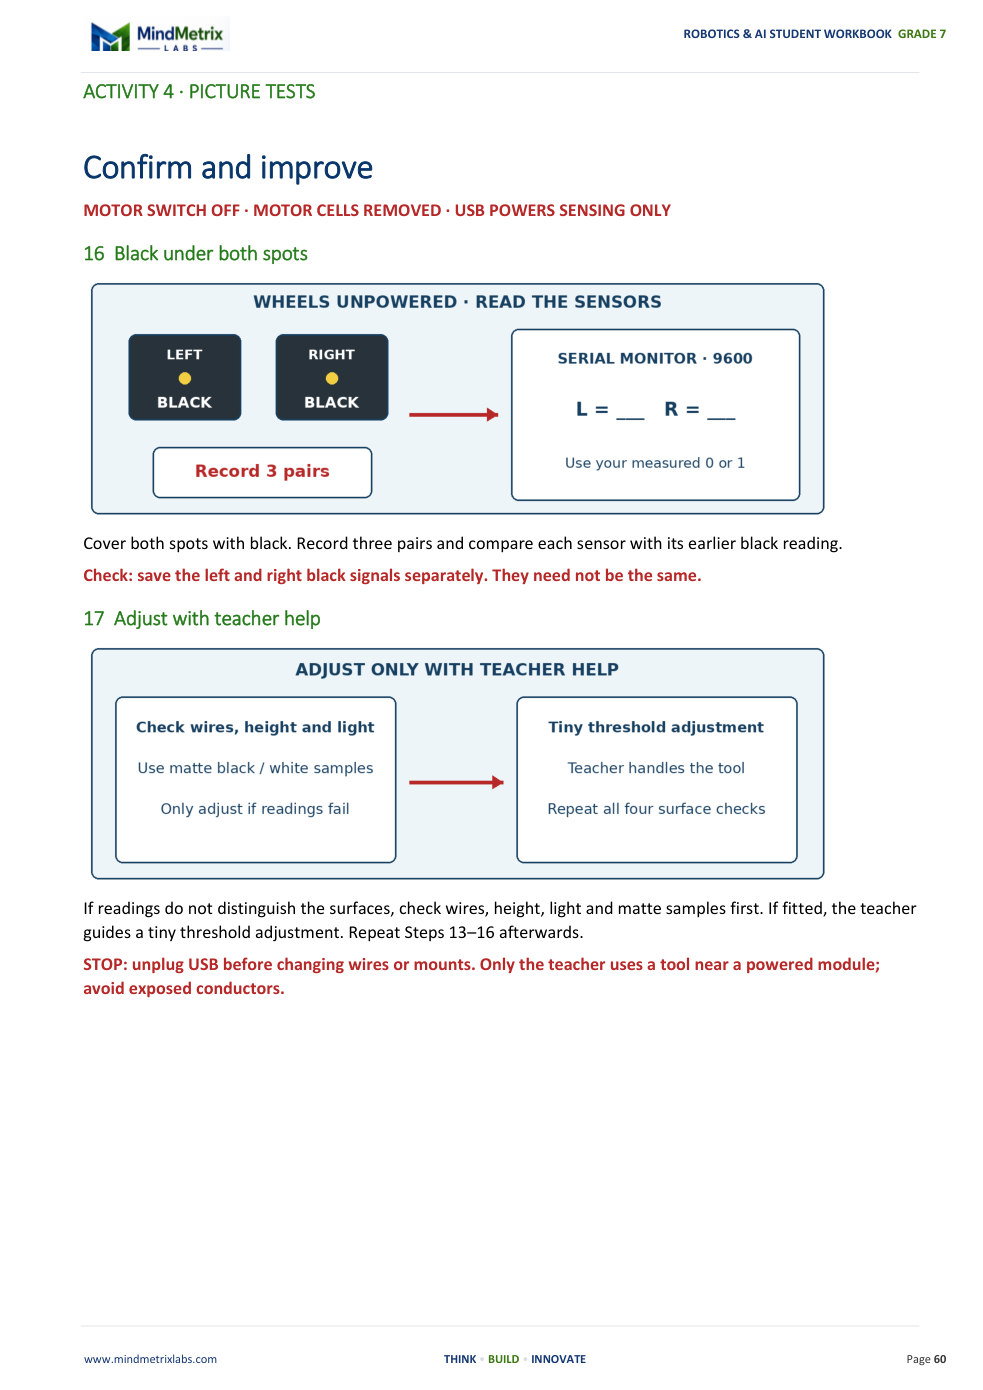 MindMetrix
LABS
ROBOTICS & AI STUDENT WORKBOOK GRADE 7
ACTIVITY 4 · PICTURE TESTS
Confirm and improve
MOTOR SWITCH OFF · MOTOR CELLS REMOVED · USB POWERS SENSING ONLY
16 Black under both spots
WHEELS UNPOWERED · READ THE SENSORS
LEFT
BLACK
RIGHT
BLACK
Record 3 pairs
SERIAL MONITOR · 9600
L = ___ R = ___
Use your measured 0 or 1
Cover both spots with black. Record three pairs and compare each sensor with its earlier black reading.
Check: save the left and right black signals separately. They need not be the same.
17 Adjust with teacher help
ADJUST ONLY WITH TEACHER HELP
Check wires, height and light
Use matte black / white samples
Only adjust if readings fail
Tiny threshold adjustment
Teacher handles the tool
Repeat all four surface checks
If readings do not distinguish the surfaces, check wires, height, light and matte samples first. If fitted, the teacher
guides a tiny threshold adjustment. Repeat Steps 13–16 afterwards.
STOP: unplug USB before changing wires or mounts. Only the teacher uses a tool near a powered module;
avoid exposed conductors.
www.mindmetrixlabs.com
THINK • BUILD • INNOVATE
Page 60